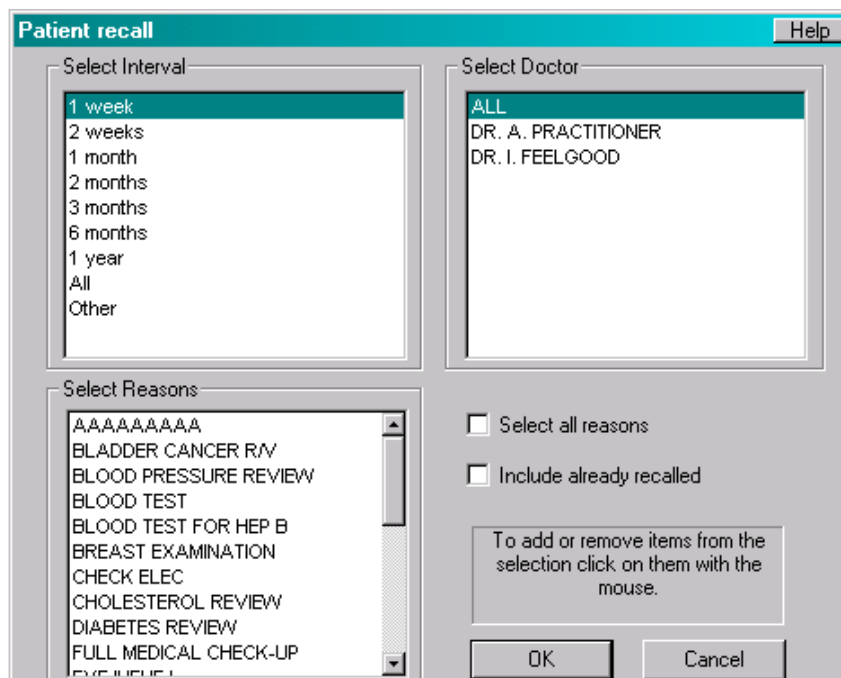 Patient recall
Help
Select Interval
1 week
2 weeks
1 month
2 months
3 months
6 months
1 year
All
Other
Select Doctor
ALL
DR. A. PRACTITIONER
DR. I. FEELGOOD
Select Reasons
AAAAAAAAA
BLADDER CANCER R/V
BLOOD PRESSURE REVIEW
BLOOD TEST
BLOOD TEST FOR HEP B
BREAST EXAMINATION
CHECK ELEC
CHOLESTEROL REVIEW
DIABETES REVIEW
FULL MEDICAL CHECK-UP
Select all reasons
Include already recalled
To add or remove items from the
selection click on them with the
mouse.
OK
Cancel